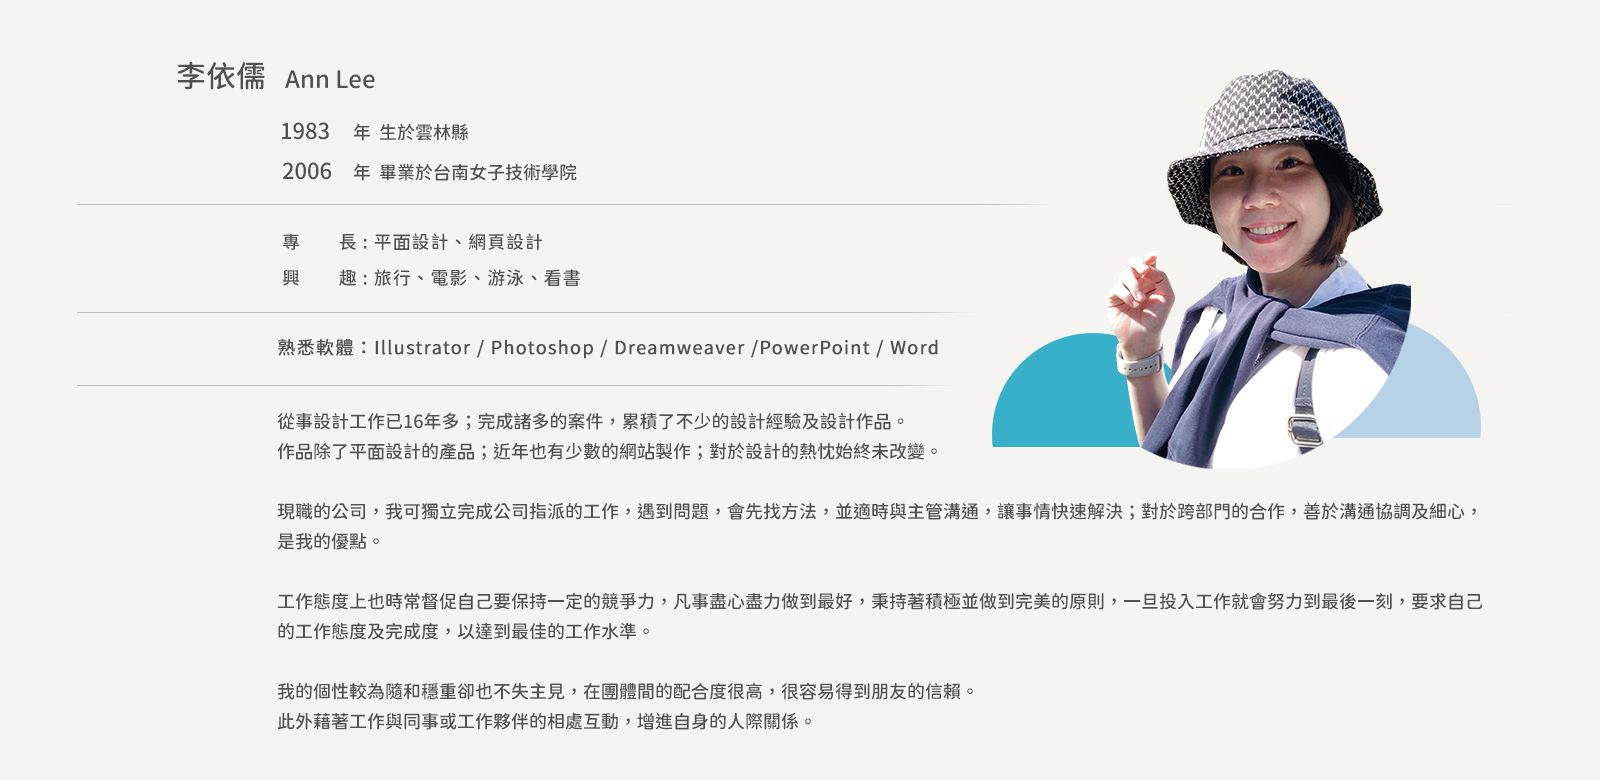 李依儒 Ann Lee
1983 年 生於雲林縣
2006 年 畢業於台南女子技術學院
專 長 : 平面設計、網頁設計
興 趣 : 旅行、電影、游泳、看書
熟悉軟體：Illustrator / Photoshop / Dreamweaver /PowerPoint / Word
從事設計工作已16年多；完成諸多的案件，累積了不少的設計經驗及設計作品。
作品除了平面設計的產品；近年也有少數的網站製作；對於設計的熱忱始終未改變。
現職的公司，我可獨立完成公司指派的工作，遇到問題，會先找方法，並適時與主管溝通，讓事情快速解決；對於跨部門的合作，善於溝通協調及細心，
是我的優點。
工作態度上也時常督促自己要保持一定的競爭力，凡事盡心盡力做到最好，秉持著積極並做到完美的原則，一旦投入工作就會努力到最後一刻，要求自己
的工作態度及完成度，以達到最佳的工作水準。
我的個性較為隨和穩重卻也不失主見，在團體間的配合度很高，很容易得到朋友的信賴。
此外藉著工作與同事或工作夥伴的相處互動，增進自身的人際關係。